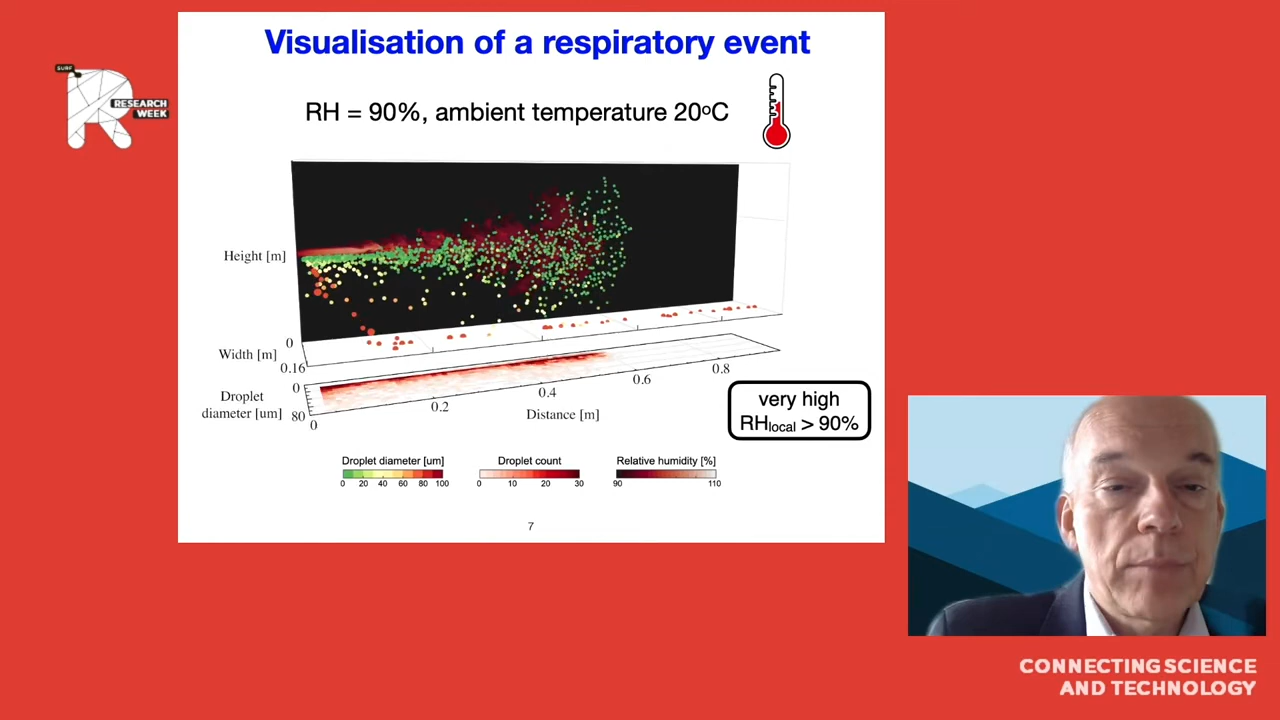 SURF
RESEARCH
WEEK
Visualisation of a respiratory event
RH = 90%, ambient temperature 20ºC
Height [m]
0
Width [m]
0.16
0
Droplet
diameter [um]
80
0
0.2
0.4
0.6
0.8
Distance [m]
very high
RHlocal > 90%
Droplet diameter [um]
0 20 40 60 80 100
Droplet count
0 10 20 30
Relative humidity [%]
90 110
7
CONNECTING SCIENCE
AND TECHNOLOGY